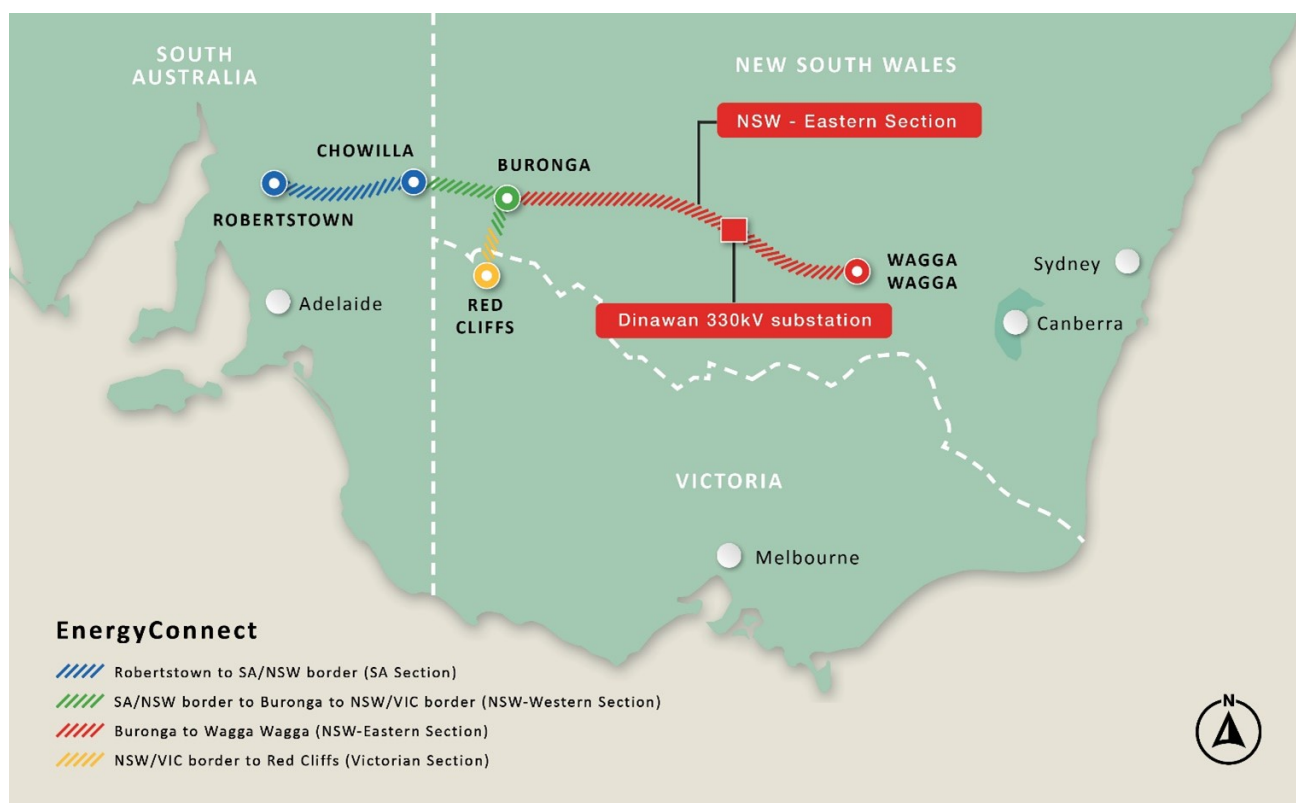 SOUTH
AUSTRALIA
NEW SOUTH WALES
NSW - Eastern Section
CHOWILLA
BURONGA
ROBERTSTOWN
WAGGA
WAGGA
Sydney
Adelaide
RED
CLIFFS
Dinawan 330kV substation
Canberra
VICTORIA
Melbourne
EnergyConnect
Robertstown to SA/NSW border (SA Section)
SA/NSW border to Buronga to NSW/VIC border (NSW-Western Section)
Buronga to Wagga Wagga (NSW-Eastern Section)
NSW/VIC border to Red Cliffs (Victorian Section)
N